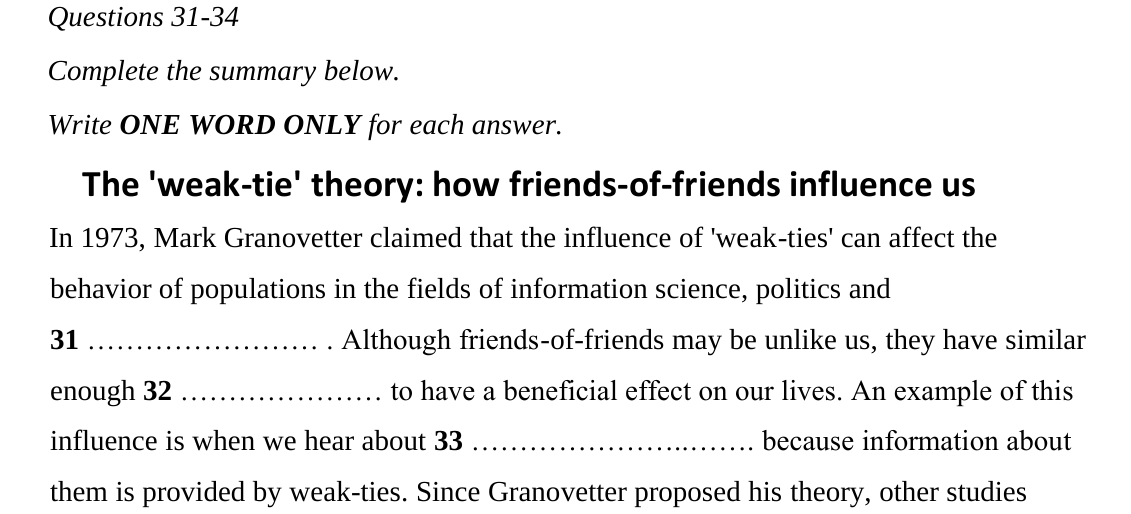 Questions 31-34
Complete the summary below.
Write ONE WORD ONLY for each answer.
The 'weak-tie' theory: how friends-of-friends influence us
In 1973, Mark Granovetter claimed that the influence of 'weak-ties' can affect the
behavior of populations in the fields of information science, politics and
31 …………………… . Although friends-of-friends may be unlike us, they have similar
enough 32 ………………… to have a beneficial effect on our lives. An example of this
influence is when we hear about 33 …………………..……. because information about
them is provided by weak-ties. Since Granovetter proposed his theory, other studies